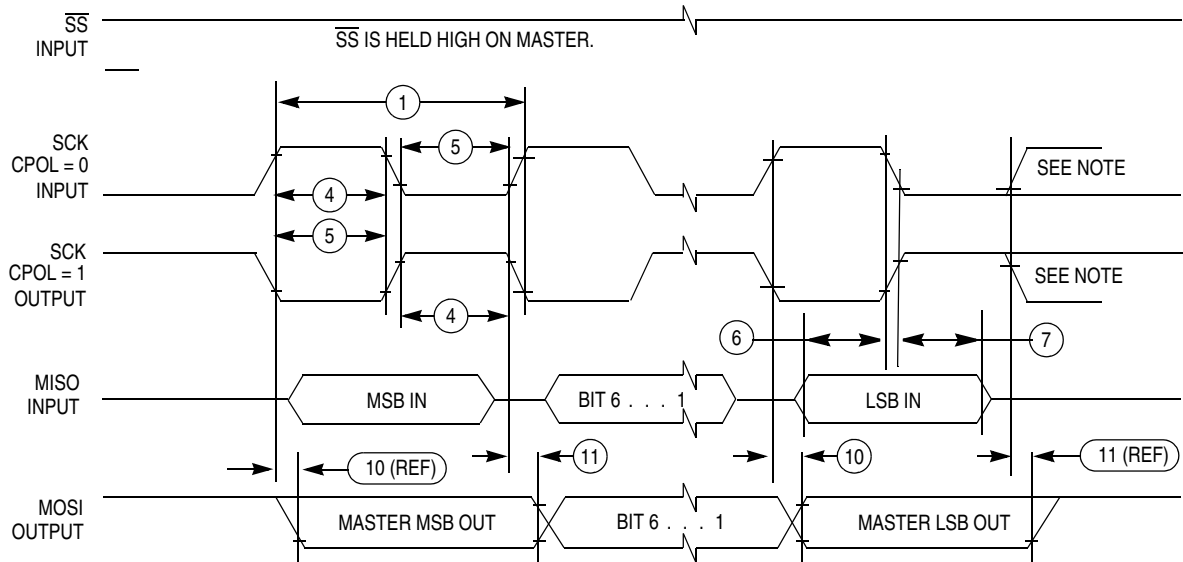 SS
INPUT
SS IS HELD HIGH ON MASTER.
1
SCK
CPOL = 0
INPUT
5
SEE NOTE
4
5
SCK
CPOL = 1
OUTPUT
SEE NOTE
4
6
7
MISO
INPUT
MSB IN
BIT 6 . . . 1
LSB IN
10 (REF)
11
10
11 (REF)
MOSI
OUTPUT
MASTER MSB OUT
BIT 6 . . . 1
MASTER LSB OUT